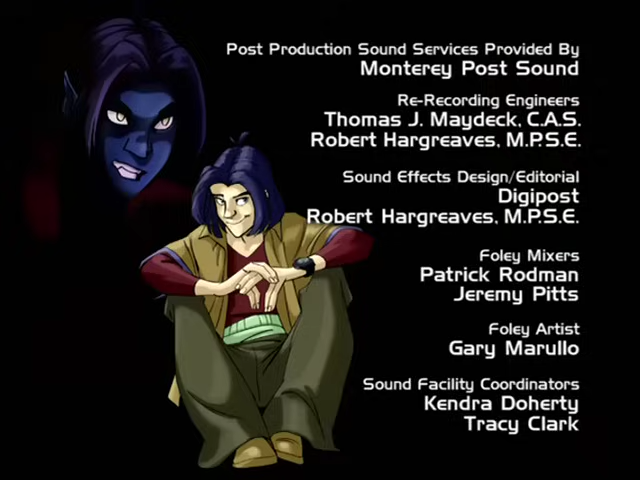 Post Production Sound Services Provided By
Monterey Post Sound
Re-Recording Engineers
Thomas J. Maydeck, C.A.S.
Robert Hargreaves, M.P.S.E.
Sound Effects Design/Editorial
Digipost
Robert Hargreaves, M.P.S.E.
Foley Mixers
Patrick Rodman
Jeremy Pitts
Foley Artist
Gary Marullo
Sound Facility Coordinators
Kendra Doherty
Tracy Clark